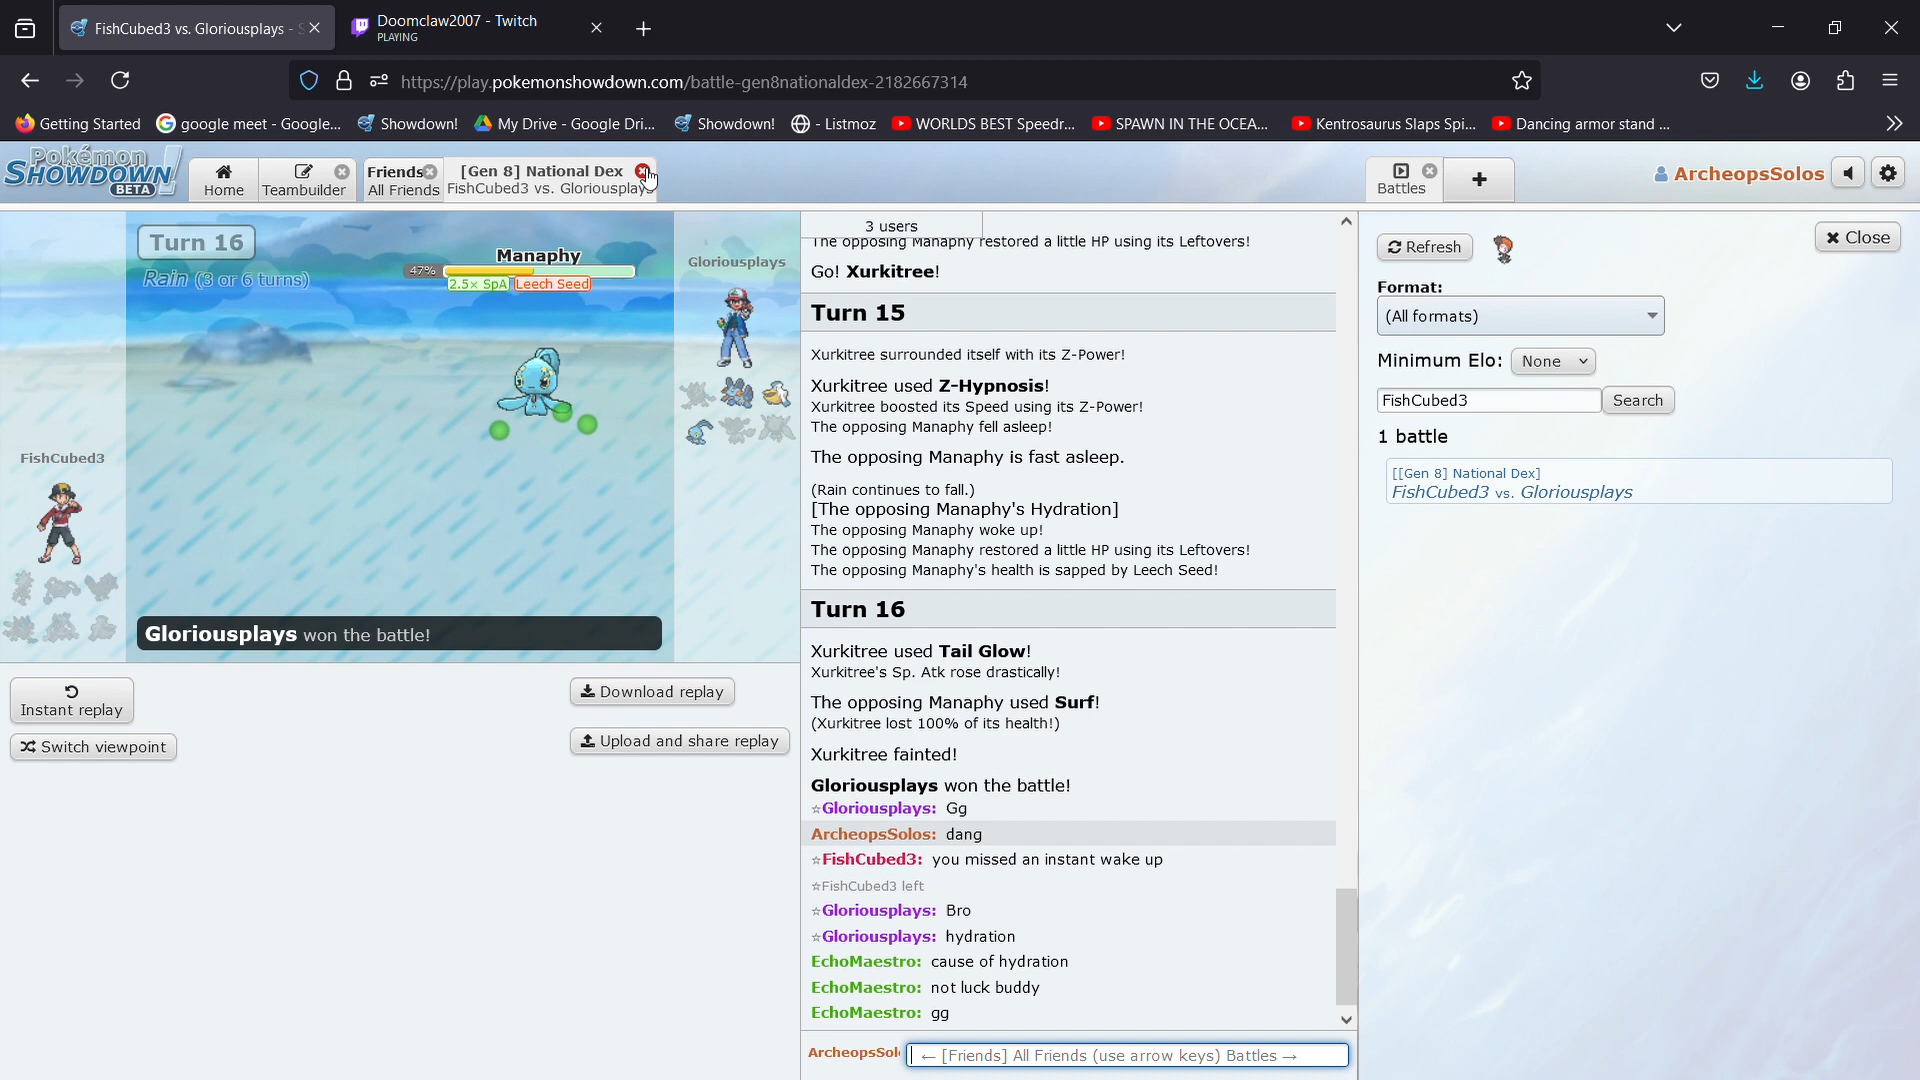 FishCubed3 vs. Gloriousplays - S
Doomclaw2007 - Twitch
PLAYING
https://play.pokemonshowdown.com/battle-gen8nationaldex-2182667314
Getting Started
google meet - Google...
Showdown!
My Drive - Google Dri...
Showdown!
- Listmoz
WORLDS BEST Speedr...
SPAWN IN THE OCEA...
Kentrosaurus Slaps Spi...
Dancing armor stand ...
Pokémon
SHOWDOWN!
BETA
Home
Teambuilder
Friends
All Friends
[Gen 8] National Dex
FishCubed3 vs. Gloriousplays
Battles
ArcheopsSolos
Turn 16
Rain (3 or 6 turns)
Manaphy
47%
2.5× SpA
Leech Seed
Gloriousplays
FishCubed3
Gloriousplays won the battle!
Instant replay
Switch viewpoint
Download replay
Upload and share replay
3 users
The opposing Manaphy restored a little HP using its Leftovers!
Go! Xurkitree!
Turn 15
Xurkitree surrounded itself with its Z-Power!
Xurkitree used Z-Hypnosis!
Xurkitree boosted its Speed using its Z-Power!
The opposing Manaphy fell asleep!
The opposing Manaphy is fast asleep.
(Rain continues to fall.)
[The opposing Manaphy's Hydration]
The opposing Manaphy woke up!
The opposing Manaphy restored a little HP using its Leftovers!
The opposing Manaphy's health is sapped by Leech Seed!
Turn 16
Xurkitree used Tail Glow!
Xurkitree's Sp. Atk rose drastically!
The opposing Manaphy used Surf!
(Xurkitree lost 100% of its health!)
Xurkitree fainted!
Gloriousplays won the battle!
☆Gloriousplays: Gg
ArcheopsSolos: dang
☆FishCubed3: you missed an instant wake up
☆FishCubed3 left
☆Gloriousplays: Bro
☆Gloriousplays: hydration
EchoMaestro: cause of hydration
EchoMaestro: not luck buddy
EchoMaestro: gg
ArcheopsSol
← [Friends] All Friends (use arrow keys) Battles →
Refresh
Close
Format:
(All formats)
Minimum Elo: None
FishCubed3
Search
1 battle
[[Gen 8] National Dex]
FishCubed3 vs. Gloriousplays